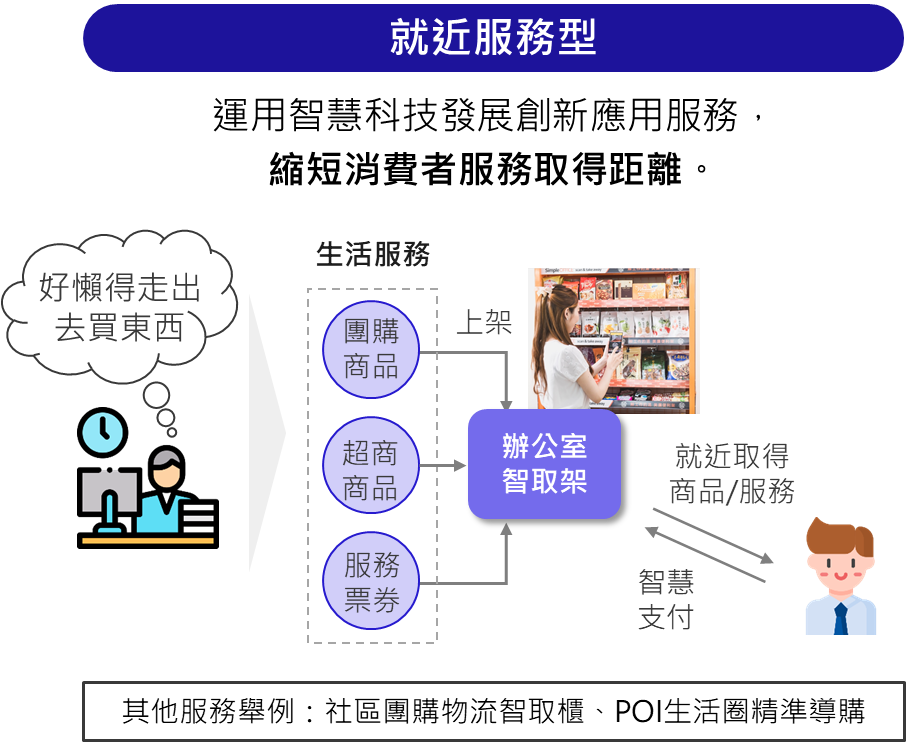 就近服務型
運用智慧科技發展創新應用服務，
縮短消費者服務取得距離。
好懶得走出
去買東西
生活服務
團購
商品
上架
超商
商品
服務
票券
辦公室
智取架
就近取得
商品/服務
智慧
支付
其他服務舉例：社區團購物流智取櫃、POI生活圈精準導購